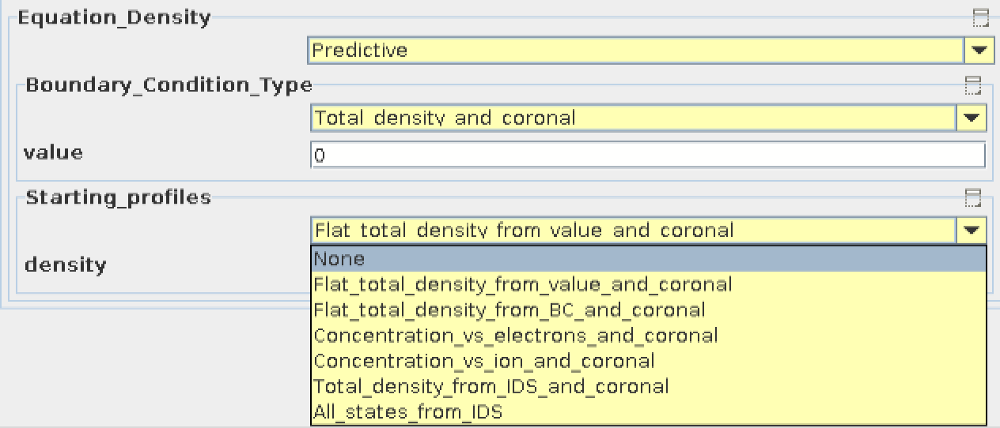 Equation_Density
Predictive
Boundary_Condition_Type
Total density and coronal
value
0
Starting_profiles
Flat total density from value and coronal
density
None
Flat_total_density_from_value_and_coronal
Flat_total_density_from_BC_and_coronal
Concentration_vs_electrons_and_coronal
Concentration_vs_ion_and_coronal
Total_density_from_IDS_and_coronal
All_states_from_IDS